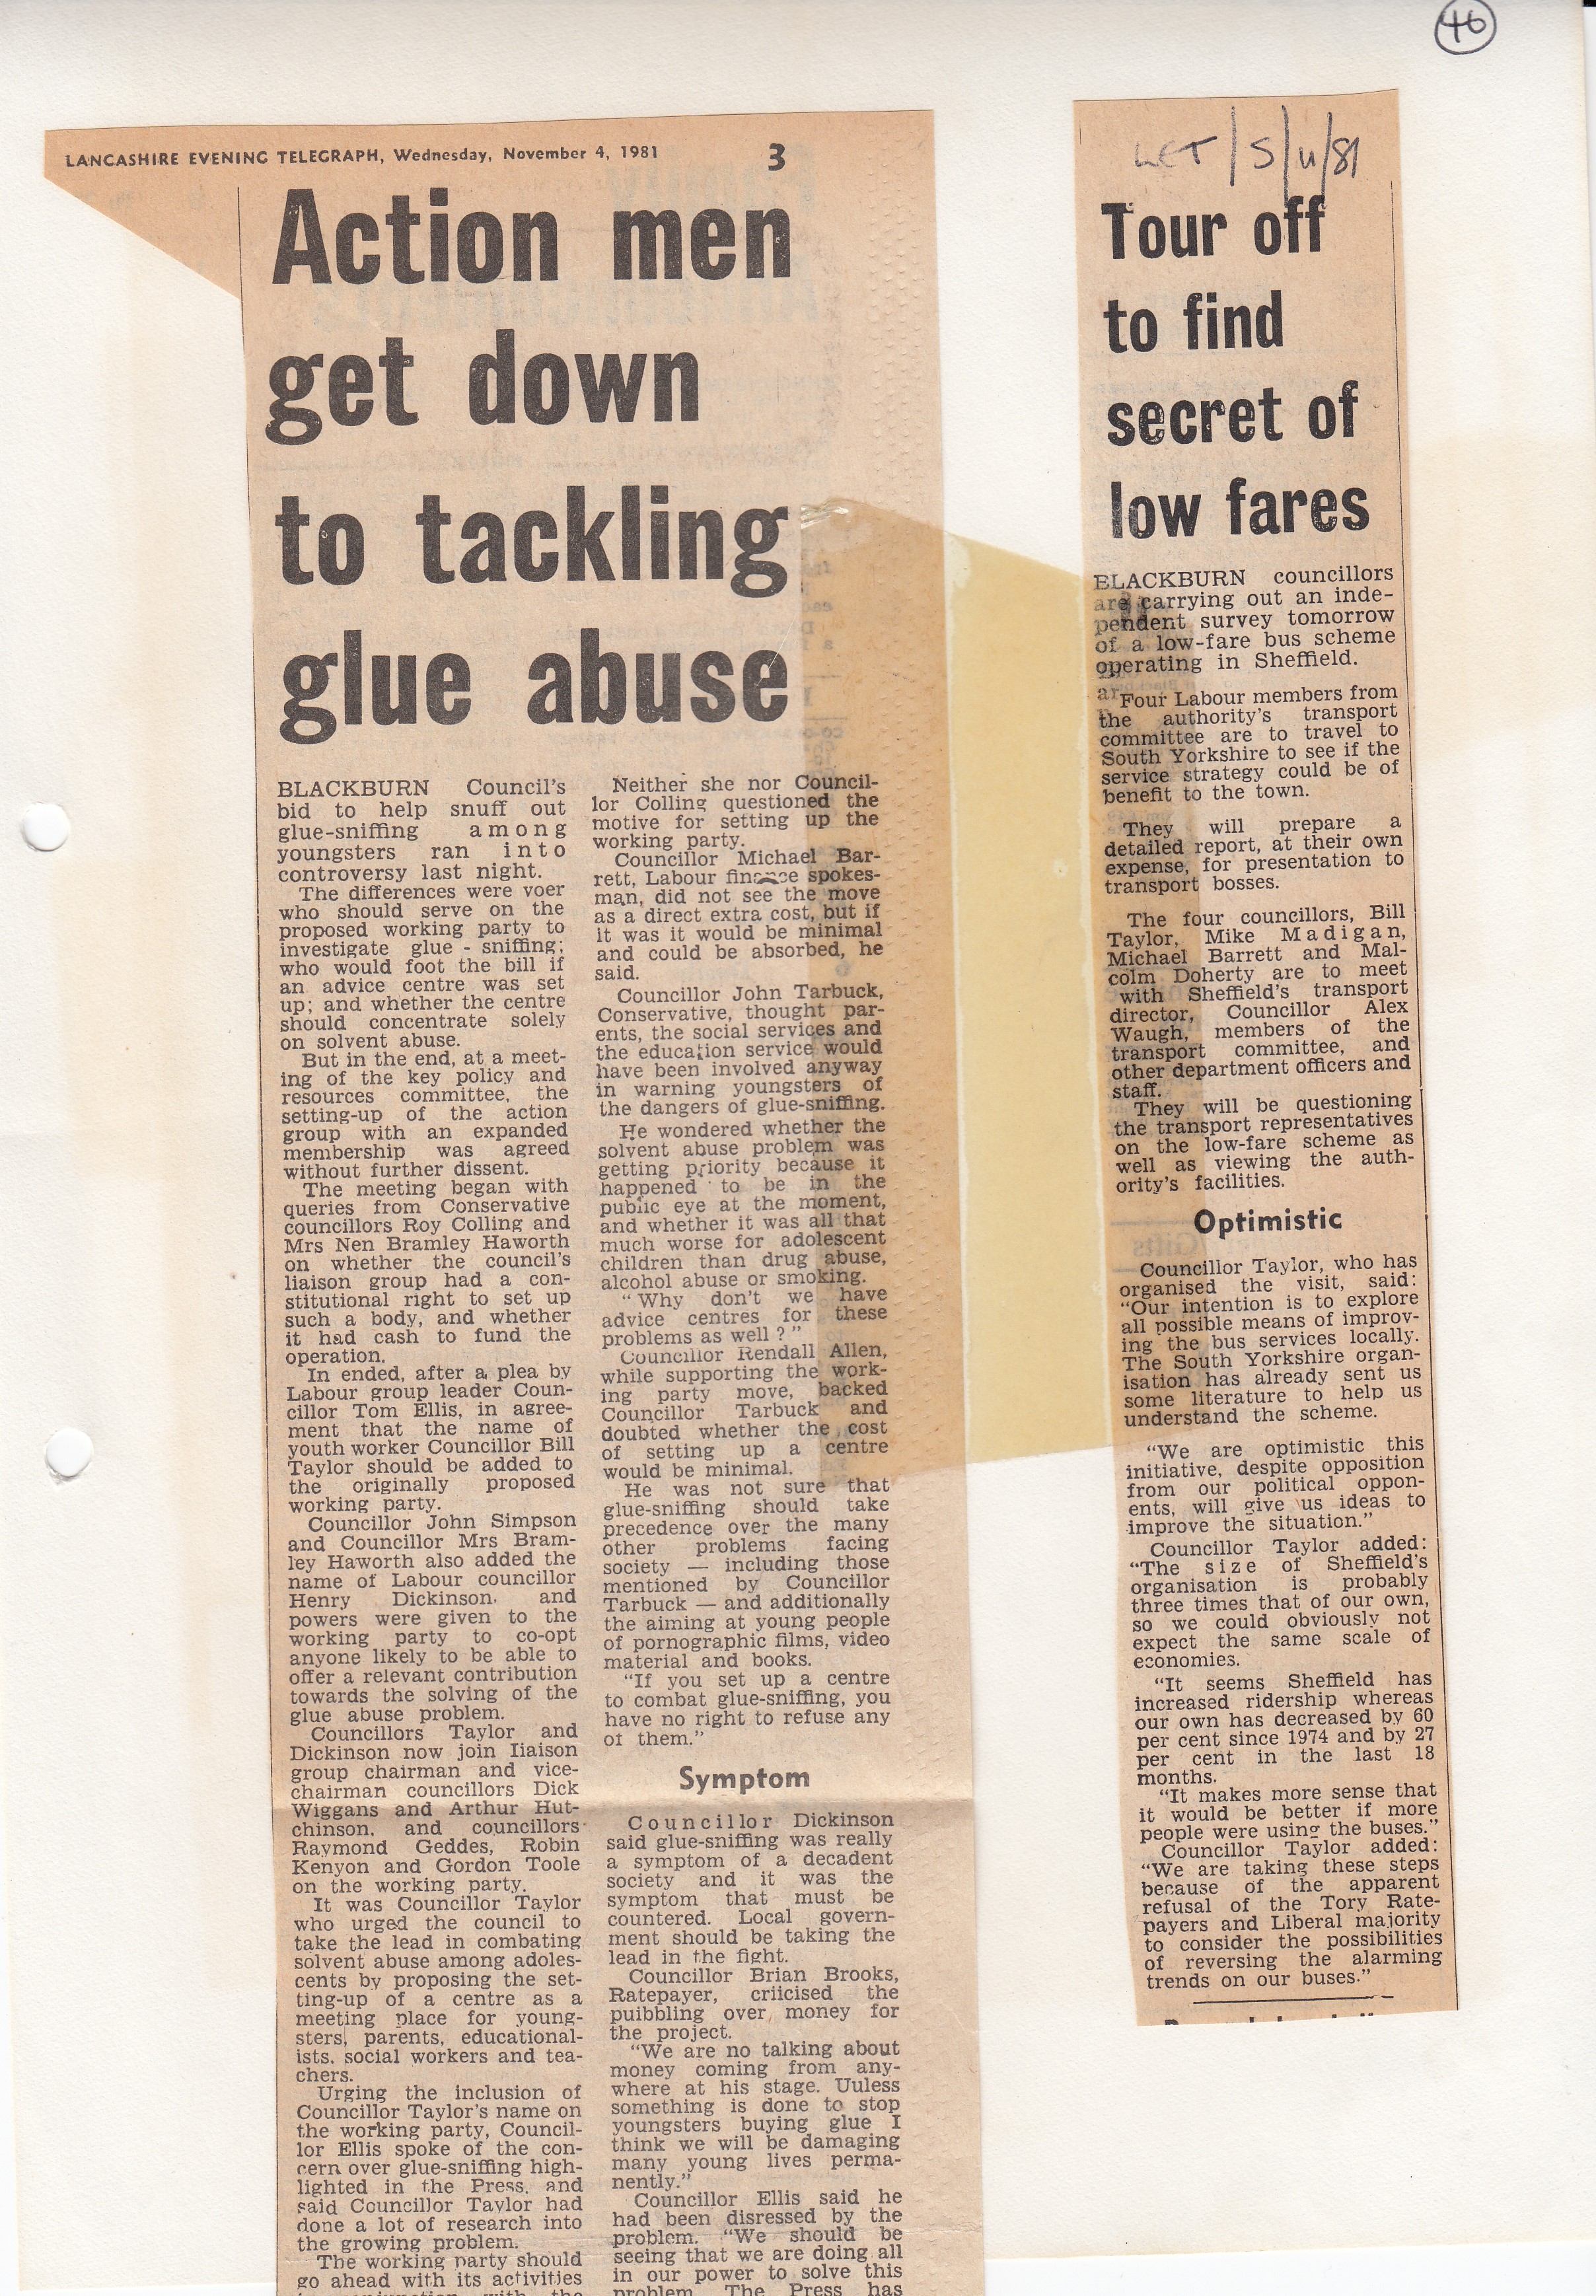 46
LANCASHIRE EVENING TELEGRAPH, Wednesday, November 4, 1981 3
Action men
get down
to tackling
glue abuse
BLACKBURN Council's
bid to help snuff out
glue-sniffing among
youngsters ran into
controversy last night.
The differences were voer
who should serve on the
proposed working party to
investigate glue - sniffing;
who would foot the bill if
an advice centre was set
up; and whether the centre
should concentrate solely
on solvent abuse.
But in the end, at a meet-
ing of the key policy and
resources committee, the
setting-up of the action
group with an expanded
membership was agreed
without further dissent.
The meeting began with
queries from Conservative
councillors Roy Colling and
Mrs Nen Bramley Haworth
on whether the council's
liaison group had a con-
stitutional right to set up
such a body, and whether
it had cash to fund the
operation.
In ended, after a plea by
Labour group leader Coun-
cillor Tom Ellis, in agree-
ment that the name of
youth worker Councillor Bill
Taylor should be added to
the originally proposed
working party.
Councillor John Simpson
and Councillor Mrs Bram-
ley Haworth also added the
name of Labour councillor
Henry Dickinson, and
powers were given to the
working party to co-opt
anyone likely to be able to
offer a relevant contribution
towards the solving of the
glue abuse problem.
Councillors Taylor and
Dickinson now join liaison
group chairman and vice-
chairman councillors Dick
Wiggans and Arthur Hut-
chinson, and councillors
Raymond Geddes, Robin
Kenyon and Gordon Toole
on the working party.
It was Councillor Taylor
who urged the council to
take the lead in combating
solvent abuse among adoles-
cents by proposing the set-
ting-up of a centre as a
meeting place for young-
sters, parents, educational-
ists, social workers and tea-
chers.
Urging the inclusion of
Councillor Taylor's name on
the working party, Council-
lor Ellis spoke of the con-
cern over glue-sniffing high-
lighted in the Press, and
said Councillor Taylor had
done a lot of research into
the growing problem.
The working party should
go ahead with its activities
Neither she nor Council-
lor Colling questioned the
motive for setting up the
working party.
Councillor Michael Bar-
rett, Labour finance spokes-
man, did not see the move
as a direct extra cost, but if
it was it would be minimal
and could be absorbed, he
said.
Councillor John Tarbuck,
Conservative, thought par-
ents, the social services and
the education service would
have been involved anyway
in warning youngsters of
the dangers of glue-sniffing.
He wondered whether the
solvent abuse problem was
getting priority because it
happened to be in the
public eye at the moment,
and whether it was all that
much worse for adolescent
children than drug abuse,
alcohol abuse or smoking.
"Why don't we have
advice centres for these
problems as well?"
Councillor Rendall Allen,
while supporting the work-
ing party move, backed
Councillor Tarbuck and
doubted whether the cost
of setting up a centre
would be minimal.
He was not sure that
glue-sniffing should take
precedence over the many
other problems facing
society — including those
mentioned by Councillor
Tarbuck — and additionally
the aiming at young people
of pornographic films, video
material and books.
"If you set up a centre
to combat glue-sniffing, you
have no right to refuse any
of them."
Symptom
Councillor Dickinson
said glue-sniffing was really
a symptom of a decadent
society and it was the
symptom that must be
countered. Local govern-
ment should be taking the
lead in the fight.
Councillor Brian Brooks,
Ratepayer, criicised the
puibbling over money for
the project.
"We are no talking about
money coming from any-
where at his stage. Uuless
something is done to stop
youngsters buying glue I
think we will be damaging
many young lives perma-
nently."
Councillor Ellis said he
had been disressed by the
problem. "We should be
seeing that we are doing all
in our power to solve this
problem. The Press has
LET/5/11/81
Tour off
to find
secret of
low fares
BLACKBURN councillors
are carrying out an inde-
pendent survey tomorrow
of a low-fare bus scheme
operating in Sheffield.
Four Labour members from
the authority's transport
committee are to travel to
South Yorkshire to see if the
service strategy could be of
benefit to the town.
They will prepare a
detailed report, at their own
expense, for presentation to
transport bosses.
The four councillors, Bill
Taylor, Mike Madigan,
Michael Barrett and Mal-
colm Doherty are to meet
with Sheffield's transport
director, Councillor Alex
Waugh, members of the
transport committee, and
other department officers and
staff.
They will be questioning
the transport representatives
on the low-fare scheme as
well as viewing the auth-
ority's facilities.
Optimistic
Councillor Taylor, who has
organised the visit, said:
"Our intention is to explore
all possible means of improv-
ing the bus services locally.
The South Yorkshire organ-
isation has already sent us
some literature to help us
understand the scheme.
"We are optimistic this
initiative, despite opposition
from our political oppon-
ents, will give us ideas to
improve the situation."
Councillor Taylor added:
"The size of Sheffield's
organisation is probably
three times that of our own,
so we could obviously not
expect the same scale of
economies.
"It seems Sheffield has
increased ridership whereas
our own has decreased by 60
per cent since 1974 and by 27
per cent in the last 18
months.
"It makes more sense that
it would be better if more
people were using the buses."
Councillor Taylor added:
"We are taking these steps
because of the apparent
refusal of the Tory Rate-
payers and Liberal majority
to consider the possibilities
of reversing the alarming
trends on our buses."